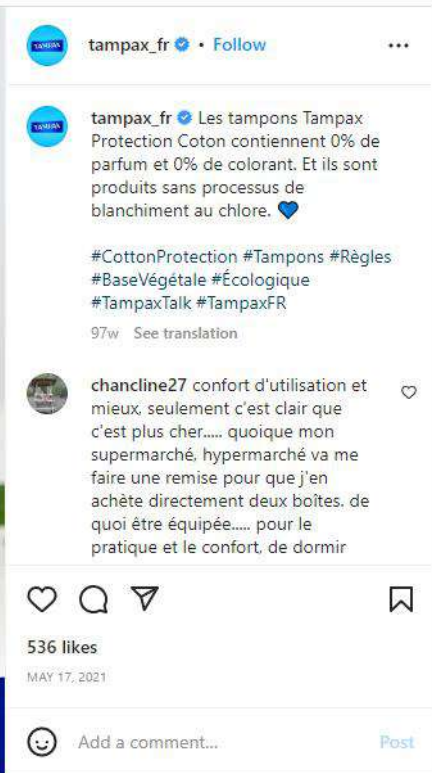 TAMPAX
tampax_fr • Follow
TAMPAX
tampax_fr Les tampons Tampax
Protection Coton contiennent 0% de
parfum et 0% de colorant. Et ils sont
produits sans processus de
blanchiment au chlore. 💙
#CottonProtection #Tampons #Règles
#BaseVégétale #Écologique
#TampaxTalk #TampaxFR
97w See translation
chancline27 confort d'utilisation et
mieux, seulement c'est clair que
c'est plus cher..... quoique mon
supermarché, hypermarché va me
faire une remise pour que j'en
achète directement deux boîtes. de
quoi être équipée..... pour le
pratique et le confort, de dormir
536 likes
MAY 17, 2021
Add a comment... Post